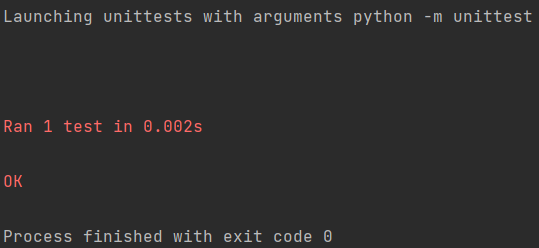 Launching unittests with arguments python -m unittest
Ran 1 test in 0.002s
OK
Process finished with exit code 0